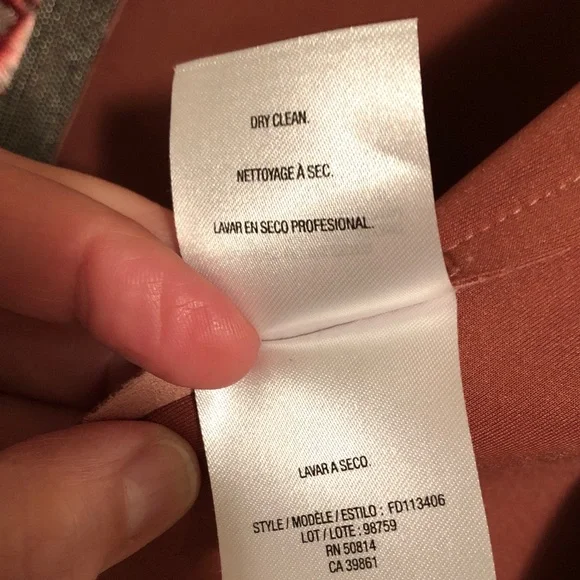 DRY CLEAN.
NETTOYAGE À SEC.
LAVAR EN SECO PROFESIONAL.
LAVAR A SECO.
STYLE / MODÈLE / ESTILO : FD113406
LOT / LOTE : 98759
RN 50814
CA 39861